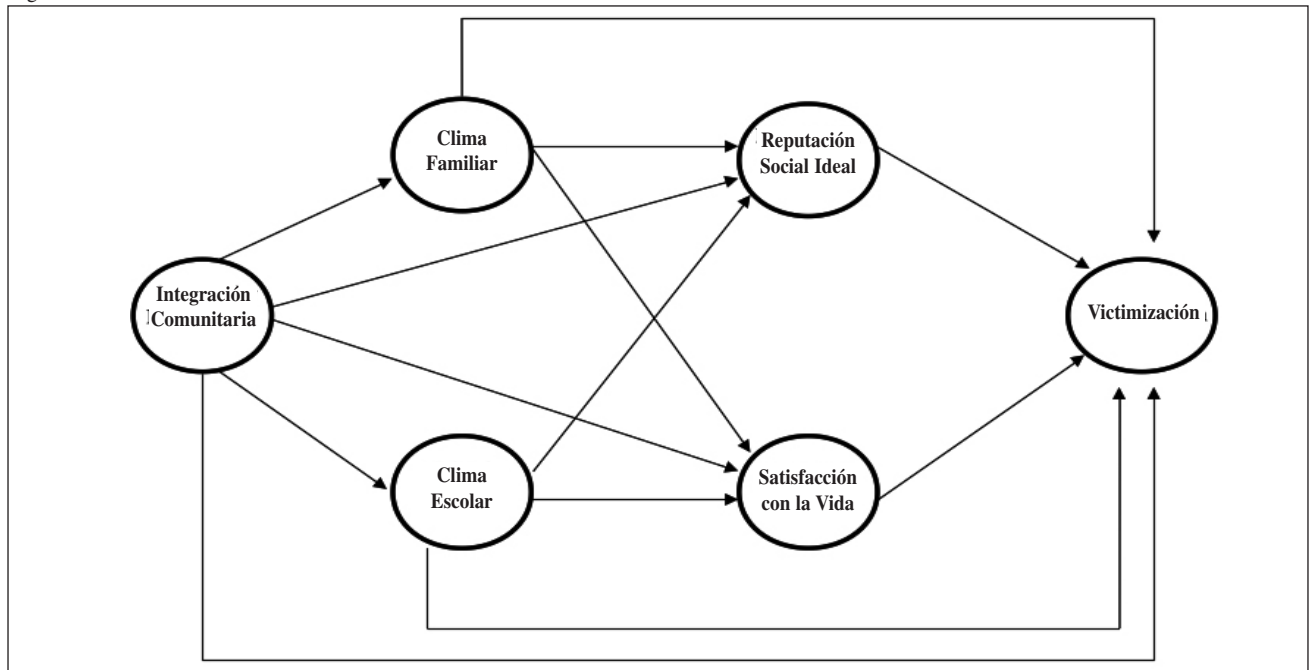 Clima
Familiar
Reputación
Social Ideal
Integración
Comunitaria
Victimización
Clima
Escolar
Satisfacción
con la Vida